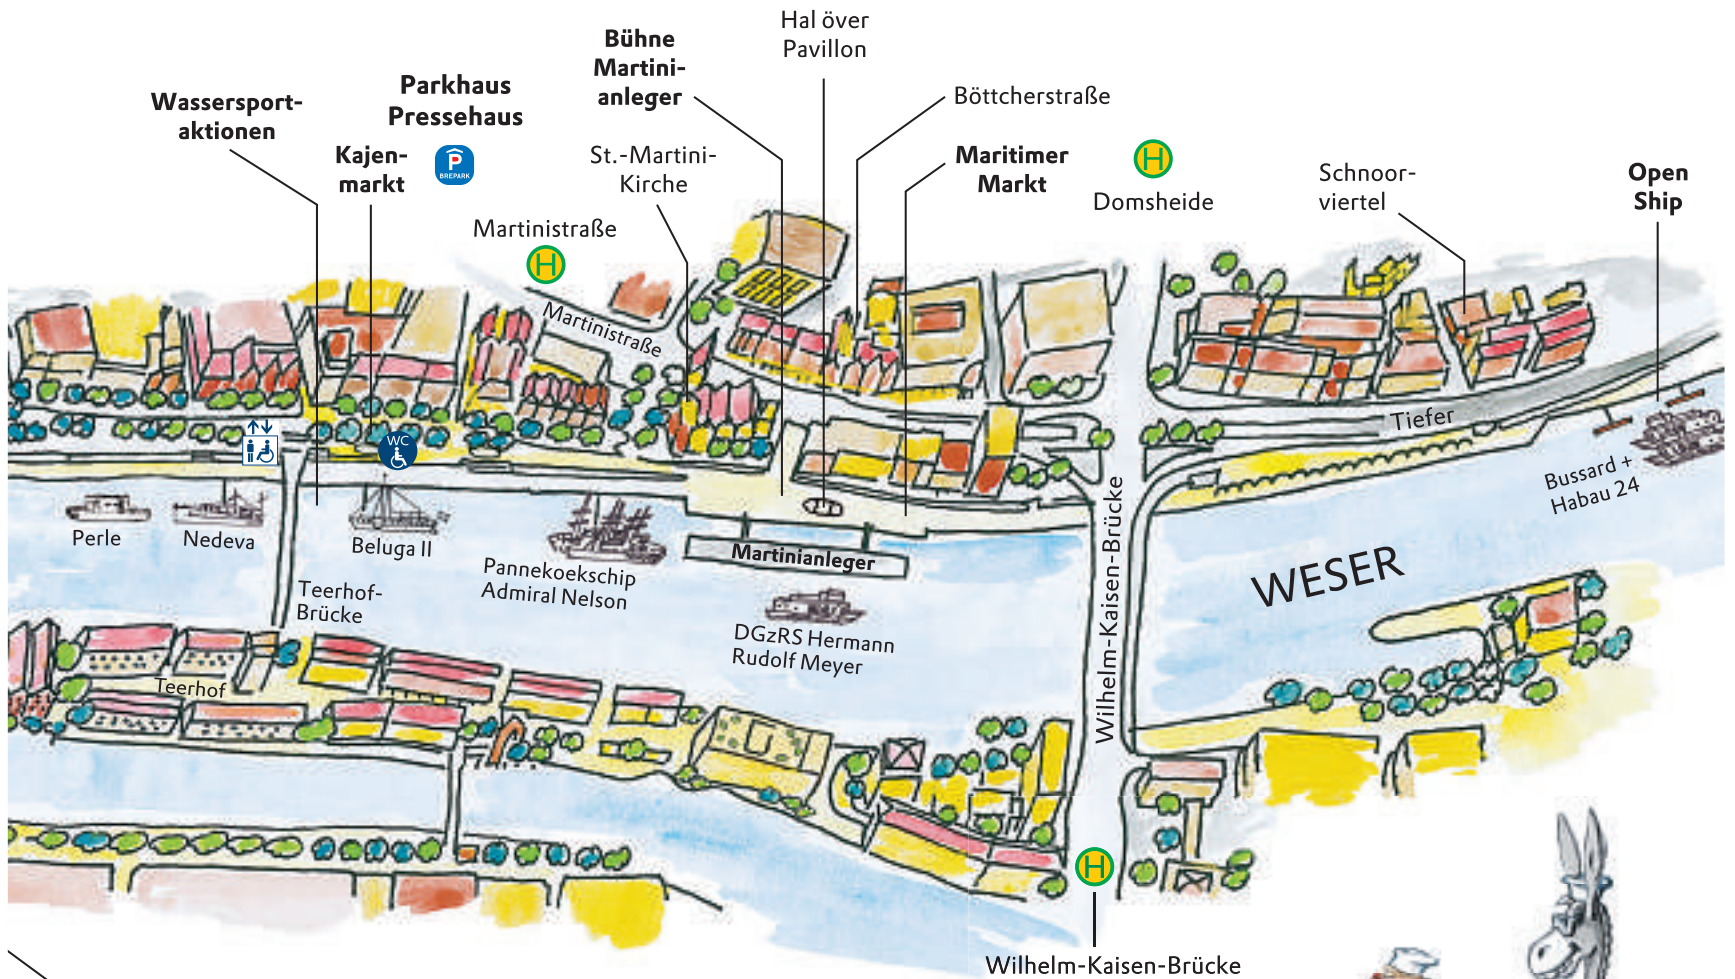 Hal över
Pavillon
Bühne
Martini-
anleger
Parkhaus
Pressehaus
P
BREPARK
Wassersport-
aktionen
Böttcherstraße
Kajen-
markt
St.-Martini-
Kirche
Maritimer
Markt
H
Domsheide
Schnoor-
viertel
Open
Ship
Martinistraße
H
Martinistraße
Tiefer
WC
Bussard +
Habau 24
Perle
Nedeva
Beluga II
Pannekoekschip
Admiral Nelson
Martinianleger
Wilhelm-Kaisen-Brücke
WESER
Teerhof-
Brücke
DGzRS Hermann
Rudolf Meyer
Teerhof
H
Wilhelm-Kaisen-Brücke